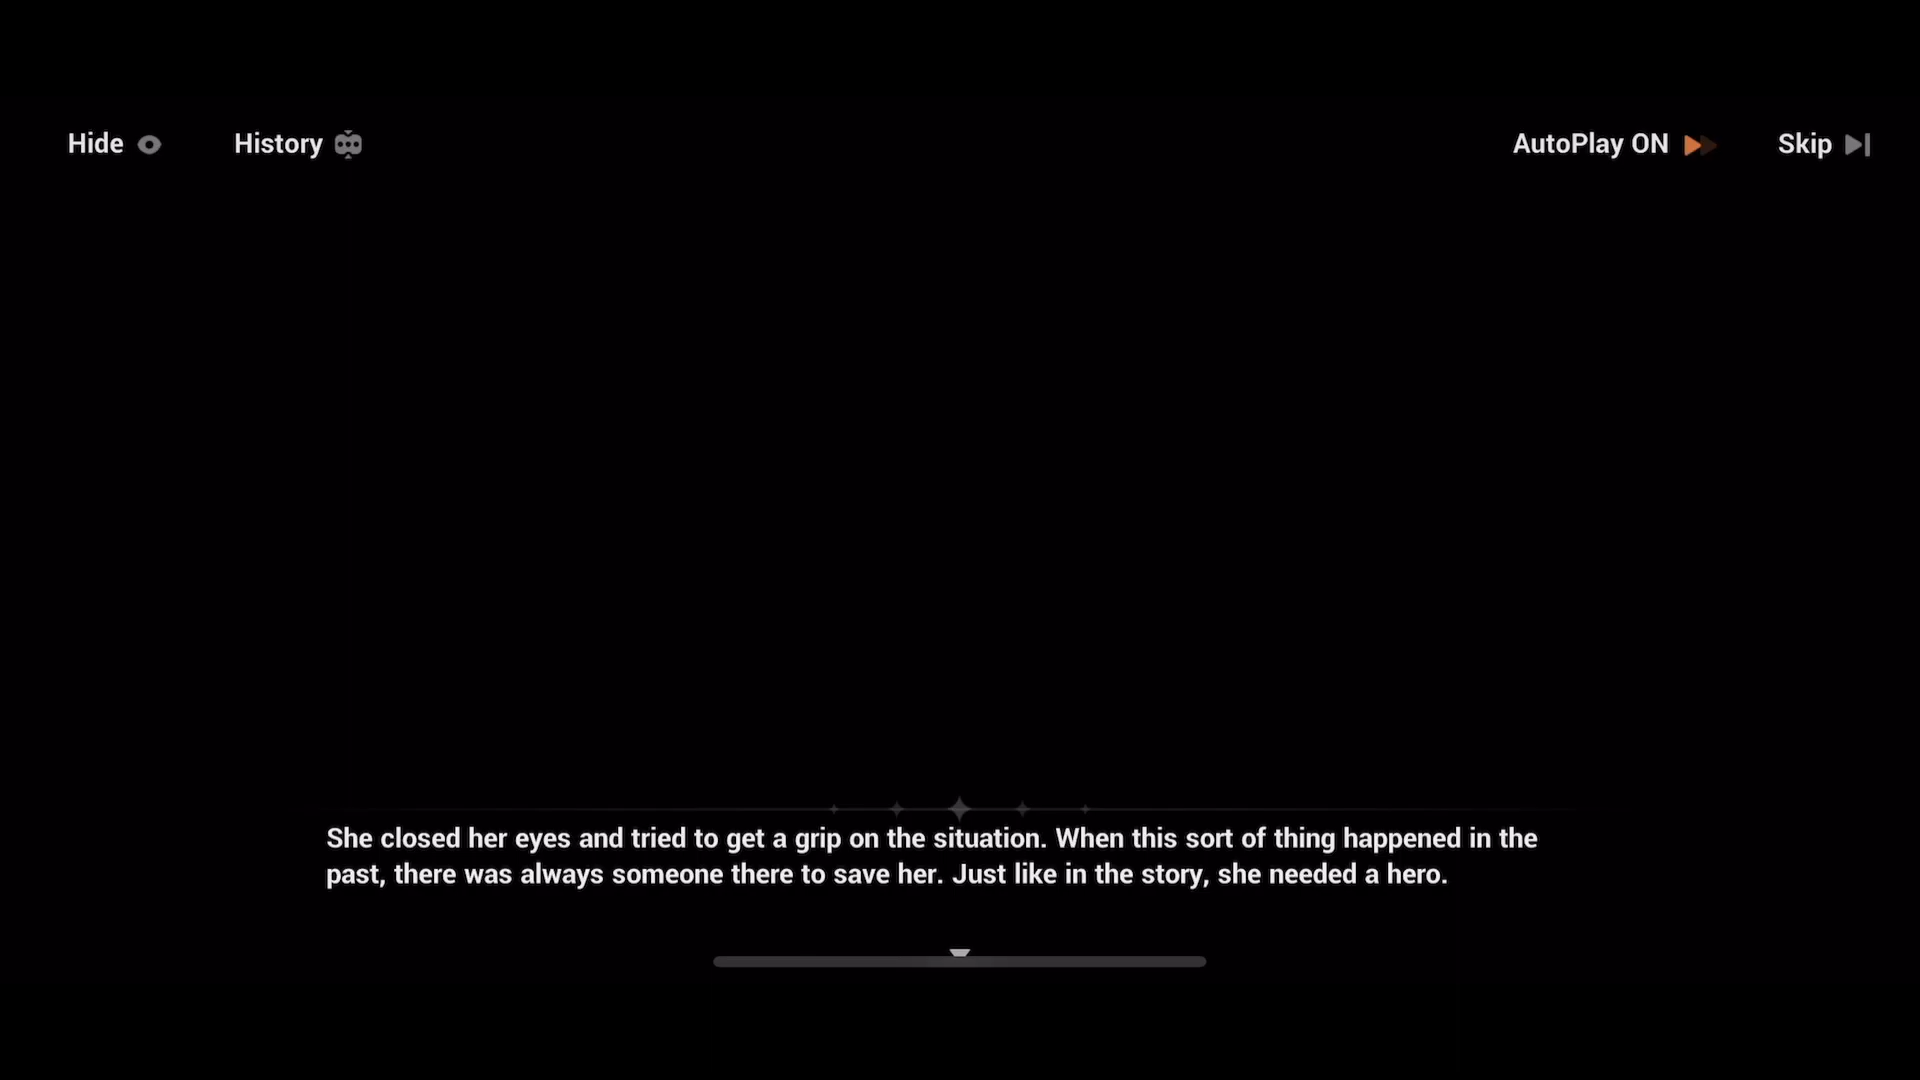 Hide
History
AutoPlay ON
Skip
She closed her eyes and tried to get a grip on the situation. When this sort of thing happened in the
past, there was always someone there to save her. Just like in the story, she needed a hero.